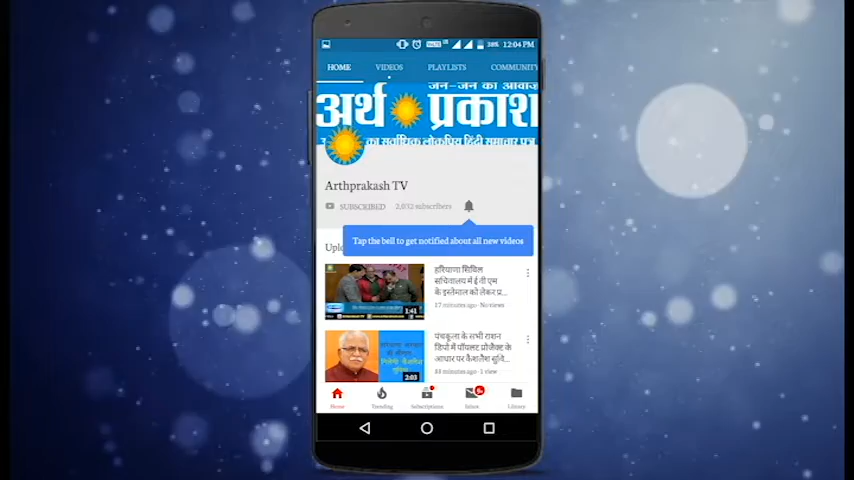 38% 12:04 PM
HOME VIDEOS PLAYLISTS COMMUNITY
जन-जन का आवाज़
अर्थ प्रकाश
का सर्वाधिक लोकप्रिय हिंदी समाचार पत्र
Arthprakash TV
SUBSCRIBED 2,032 subscribers
Tap the bell to get notified about all new videos
हरियाणा सिविल
सचिवालय में ई वी एम
के इस्तेमाल को लेकर प्र...
17 minutes ago · No views
1:41
पंचकूला के सभी राशन
डिपो में पॉयलट प्रोजैक्ट के
आधार पर कैशलैस सुवि...
44 minutes ago · 1 view
2:03
Home Trending Subscriptions Inbox Library